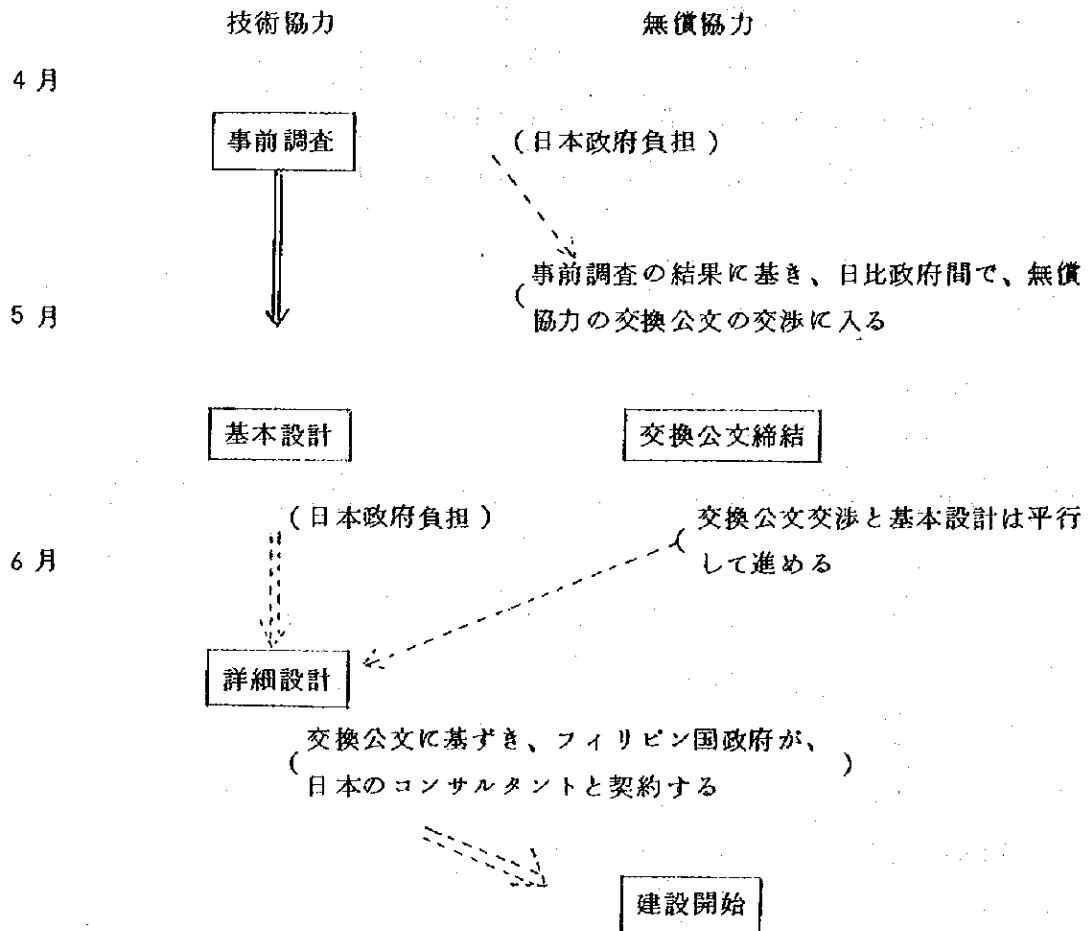 技術協力
無償協力
4月
事前調査
(日本政府負担)
(事前調査の結果に基き、日比政府間で、無償
協力の交換公文の交渉に入る
5月
基本設計
交換公文締結
(日本政府負担)
(交換公文交渉と基本設計は平行
して進める
6月
詳細設計
(交換公文に基ずき、フィリピン国政府が、
日本のコンサルタントと契約する)
建設開始